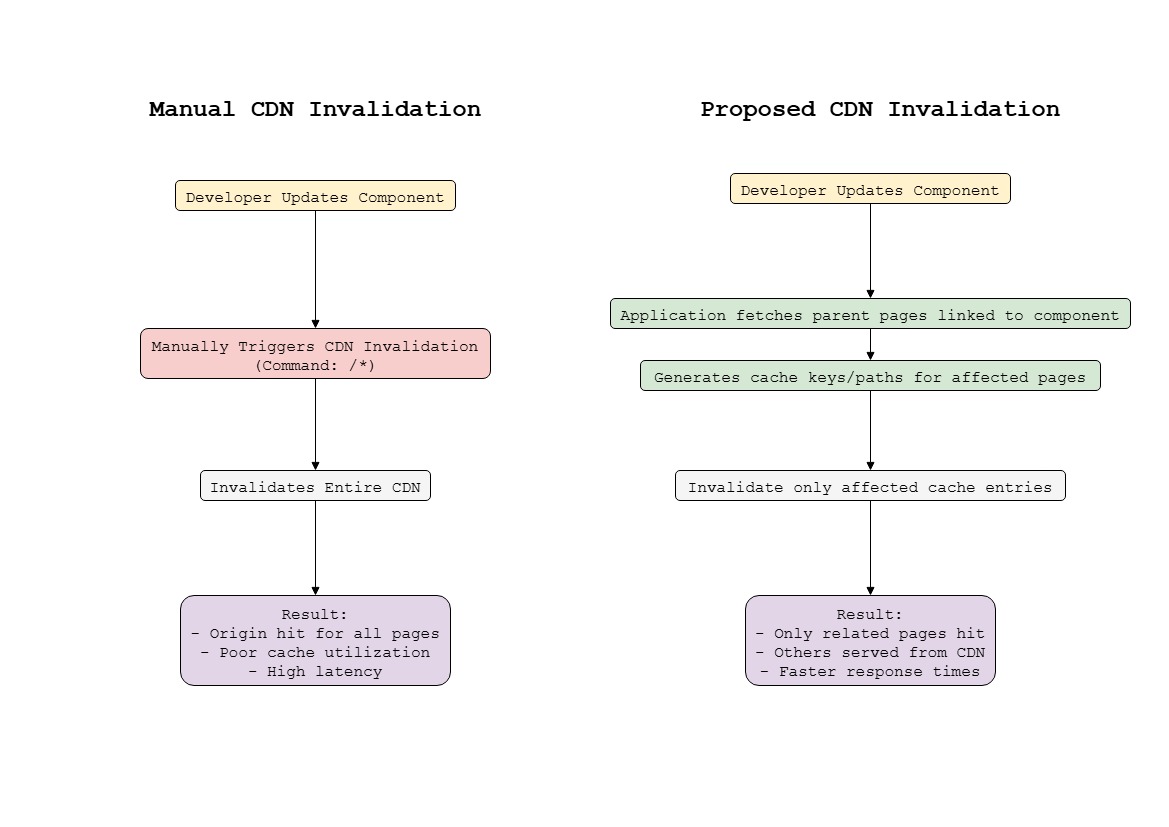 Manual CDN Invalidation
Developer Updates Component
Manually Triggers CDN Invalidation
(Command: /*)
Invalidates Entire CDN
Result:
- Origin hit for all pages
- Poor cache utilization
- High latency
Proposed CDN Invalidation
Developer Updates Component
Application fetches parent pages linked to component
Generates cache keys/paths for affected pages
Invalidate only affected cache entries
Result:
- Only related pages hit
- Others served from CDN
- Faster response times